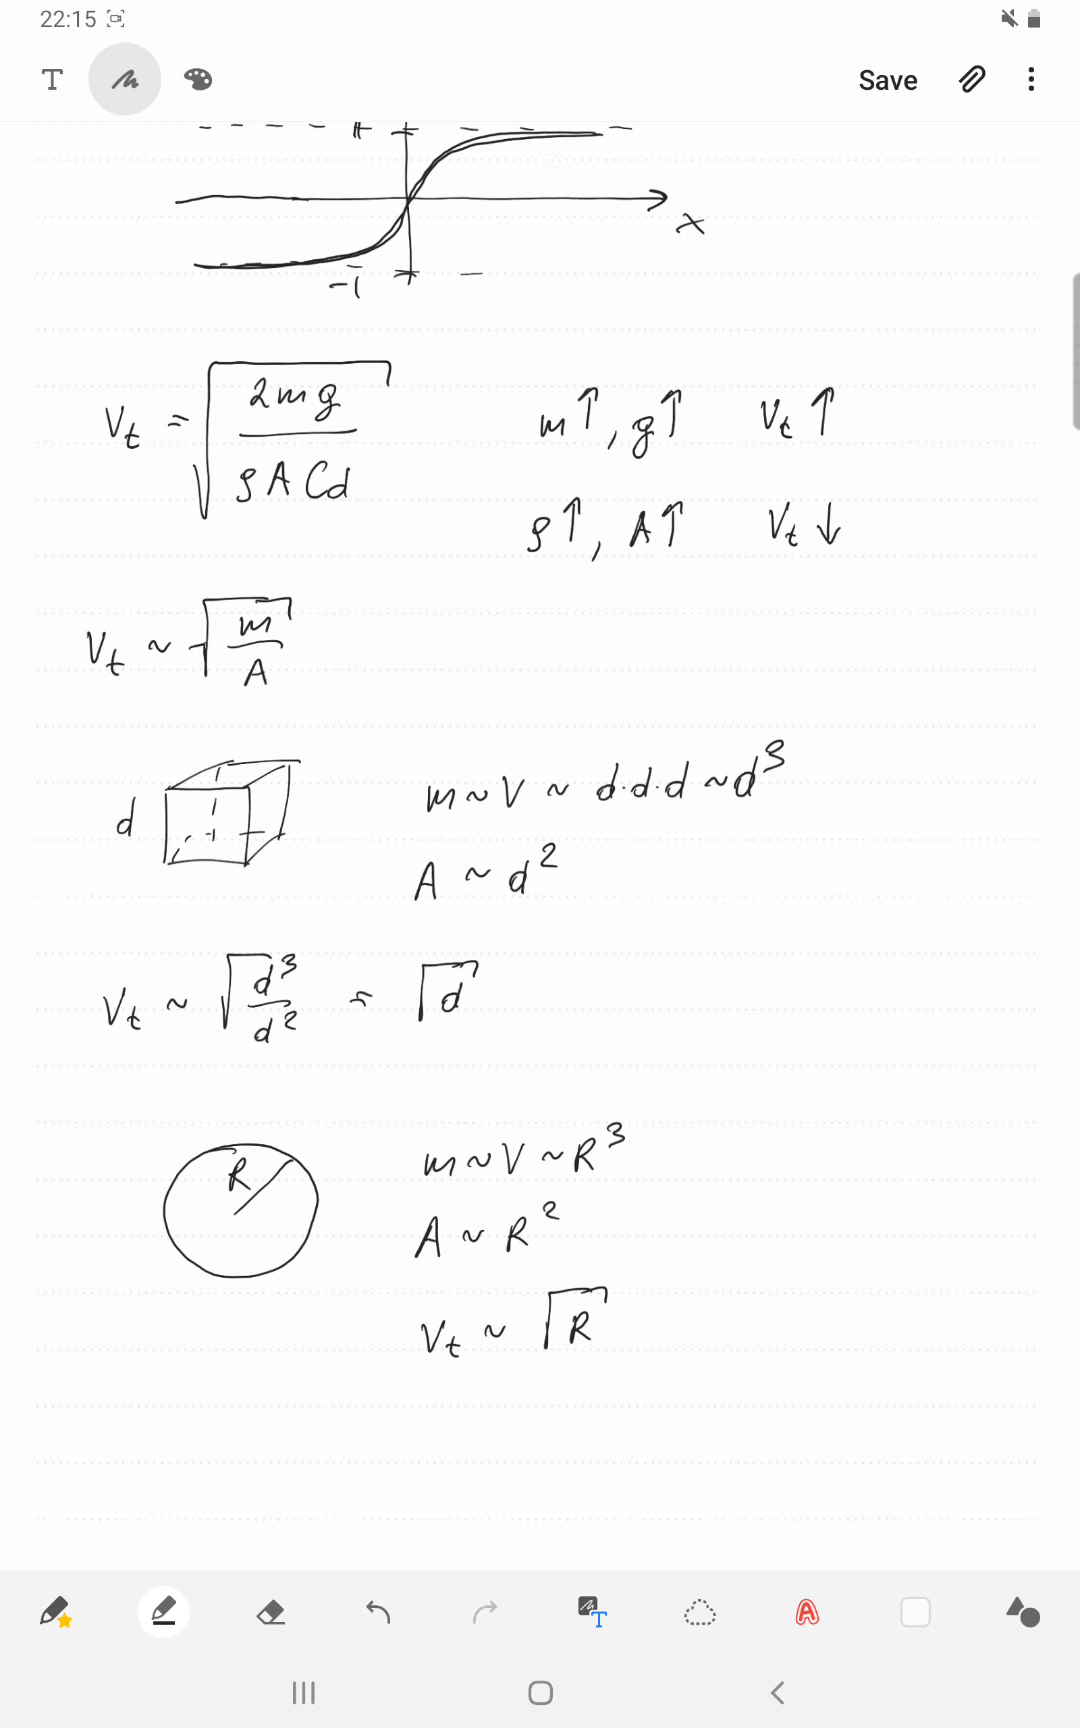 22:15
T Save
1
x
-1
Vt = √(2mg / ρACd) m↑, g↑ Vt↑
ρ↑, A↑ Vt↓
Vt ~ √(m / A)
d m ~ V ~ d·d·d ~ d³
A ~ d²
Vt ~ √(d³ / d²) = √d
R m ~ V ~ R³
A ~ R²
Vt ~ √R
T A